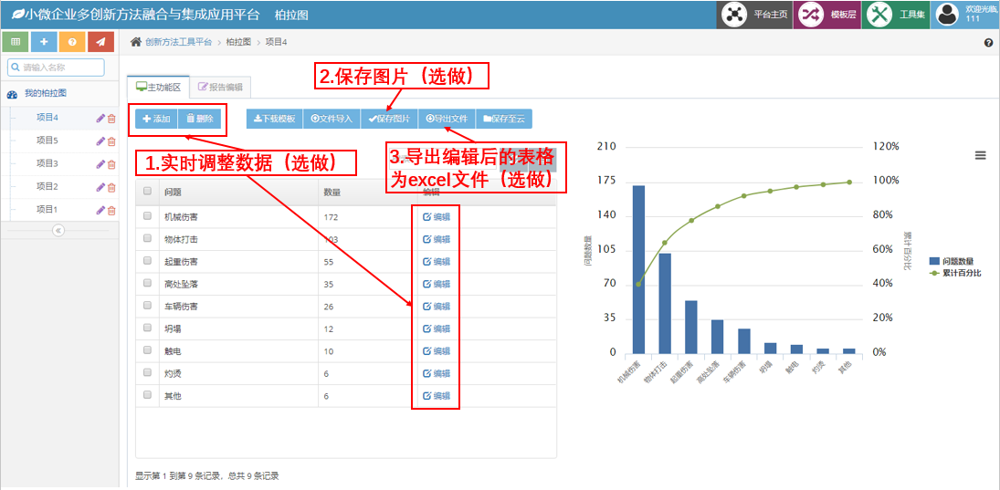 小微企业多创新方法融合与集成应用平台 柏拉图
平台主页
模板层
工具集
欢迎光临,
111
请输入名称
我的柏拉图
项目4
项目5
项目3
项目2
项目1
创新方法工具平台 > 柏拉图 > 项目4
主功能区
报告编辑
2.保存图片（选做）
添加
删除
下载模板
文件导入
保存图片
导出文件
保存至云
1.实时调整数据（选做）
3.导出编辑后的表格
为excel文件（选做）
问题 数量 编辑
机械伤害 172 编辑
物体打击 103 编辑
起重伤害 55 编辑
高处坠落 35 编辑
车辆伤害 26 编辑
坍塌 12 编辑
触电 10 编辑
灼烫 6 编辑
其他 6 编辑
显示第 1 到第 9 条记录，总共 9 条记录
210
175
140
105
70
35
0
问题数量
120%
100%
80%
60%
40%
20%
0%
累计百分比
机械伤害
物体打击
起重伤害
高处坠落
车辆伤害
坍塌
触电
灼烫
其他
问题数量
累计百分比